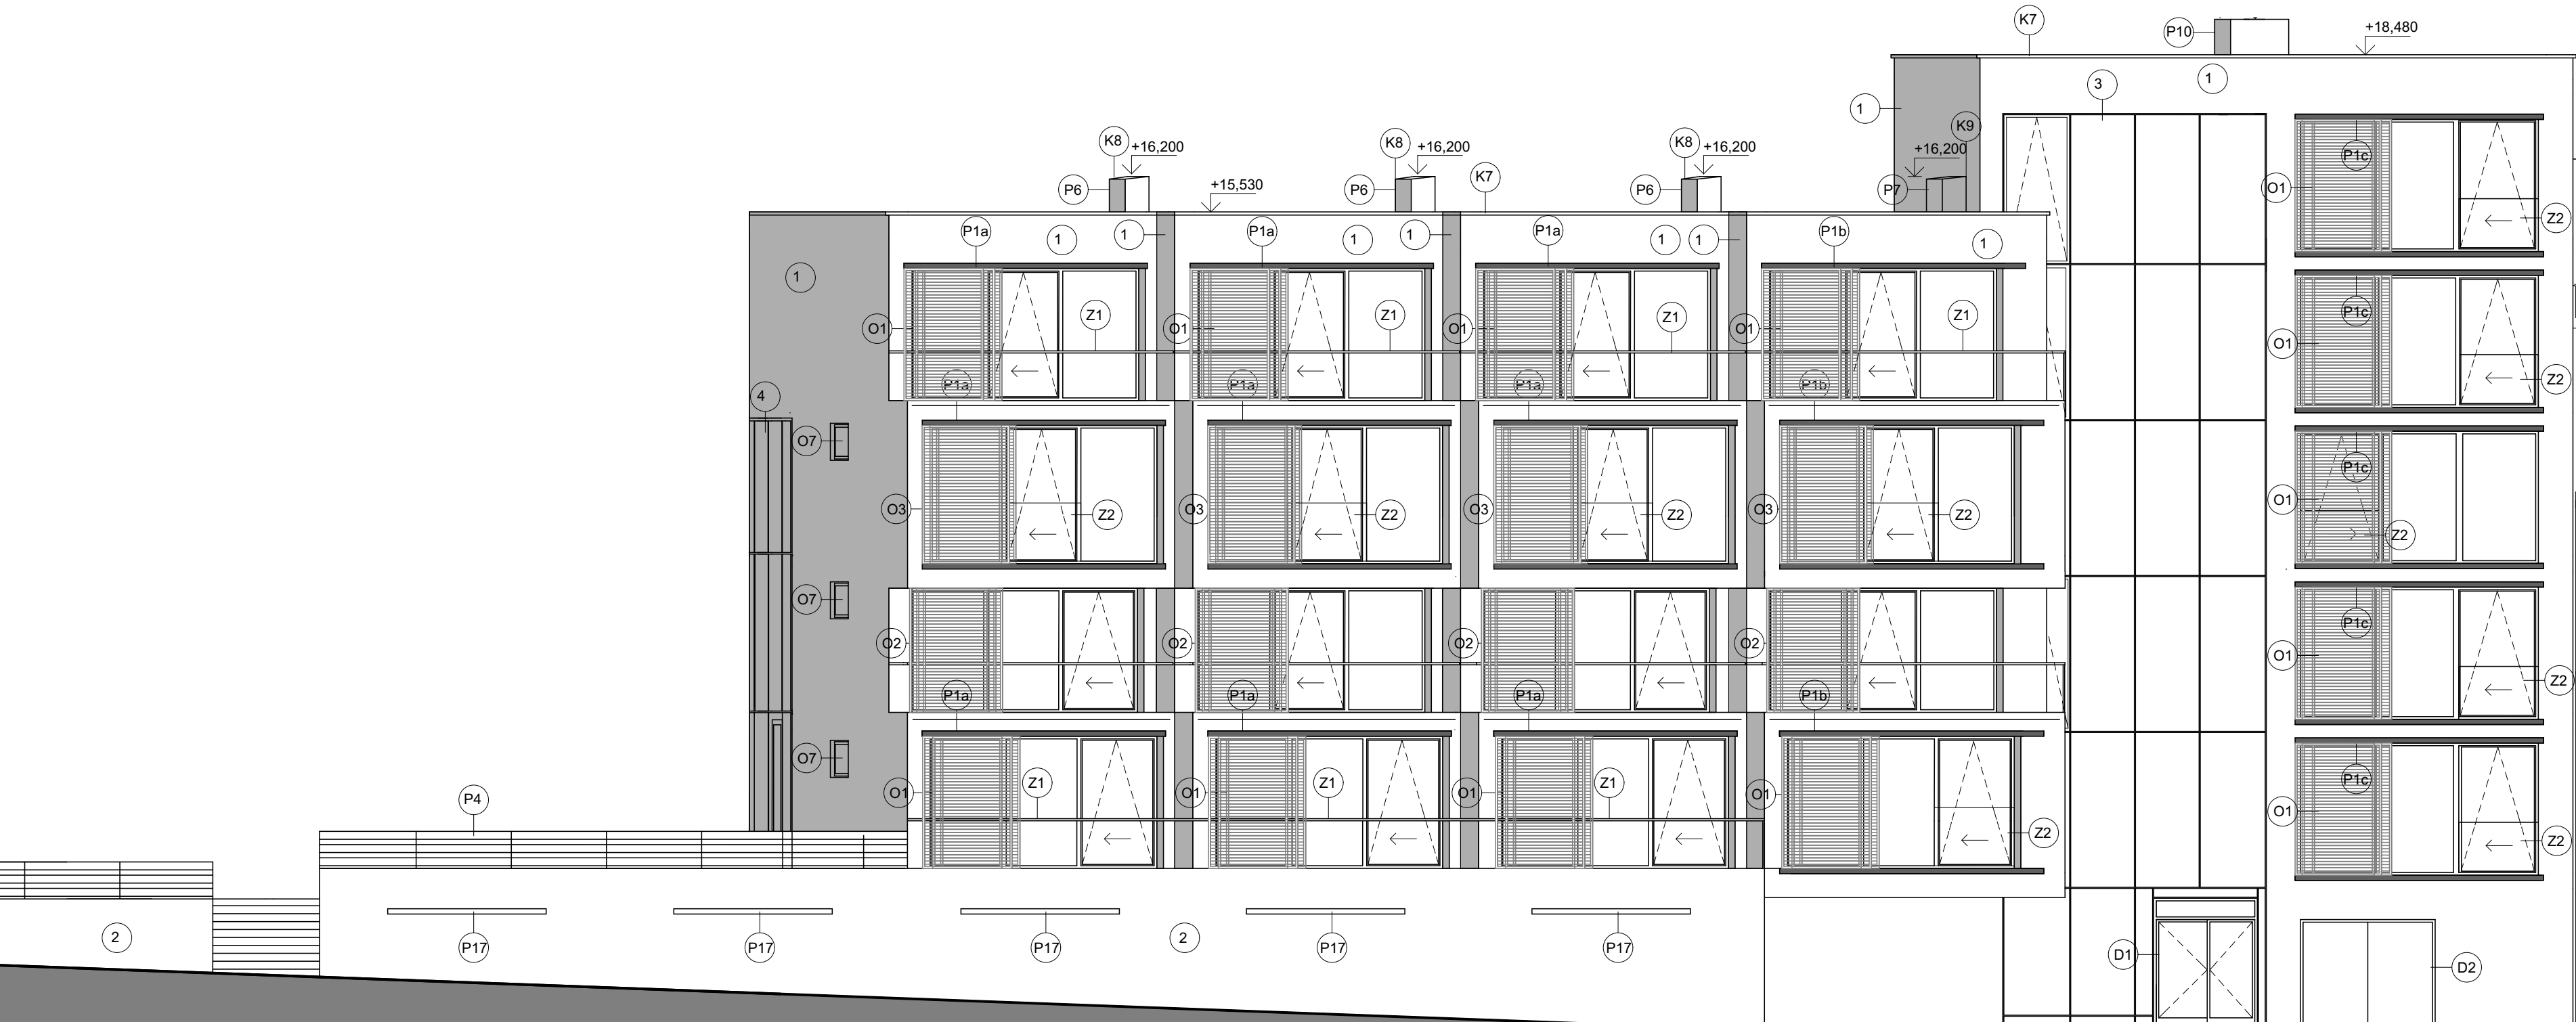 K7
P10
+18,480
1
3
1
K9
K8
+16,200
K8
+16,200
K8
+16,200
+16,200
P1c
P6
+15,530
P6
K7
P6
P7
O1
Z2
P1a
1
1
P1a
1
1
P1a
1
1
P1b
1
1
O1
Z1
O1
Z1
O1
Z1
O1
Z1
P1c
O1
Z2
4
P1a
P1a
P1a
P1b
O7
P1c
O3
Z2
O3
Z2
O3
Z2
O3
Z2
O1
Z2
O7
P1c
O2
O2
O2
O2
O1
Z2
P1a
P1a
P1a
P1b
O7
P1c
P4
O1
Z1
O1
Z1
O1
Z1
O1
Z2
O1
Z2
2
P17
P17
P17
2
P17
P17
D1
D2